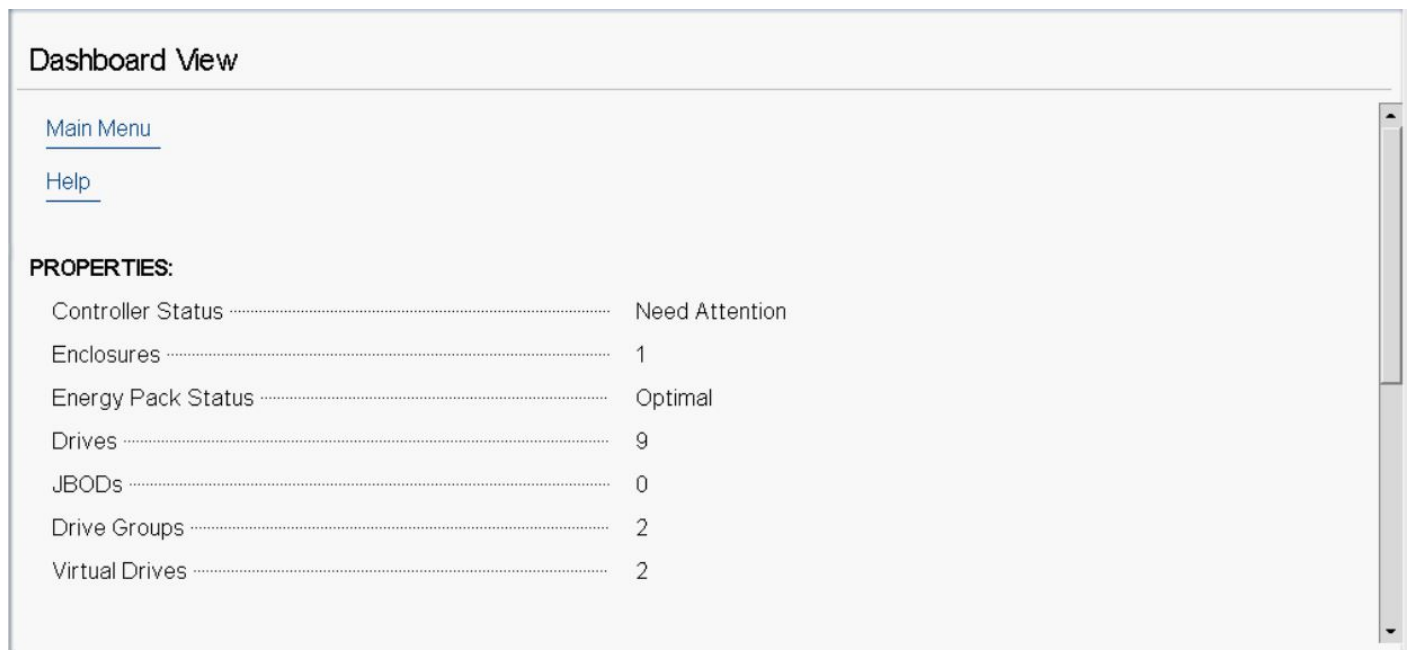 Dashboard View
Main Menu
Help
PROPERTIES:
Controller Status Need Attention
Enclosures 1
Energy Pack Status Optimal
Drives 9
JBODs 0
Drive Groups 2
Virtual Drives 2